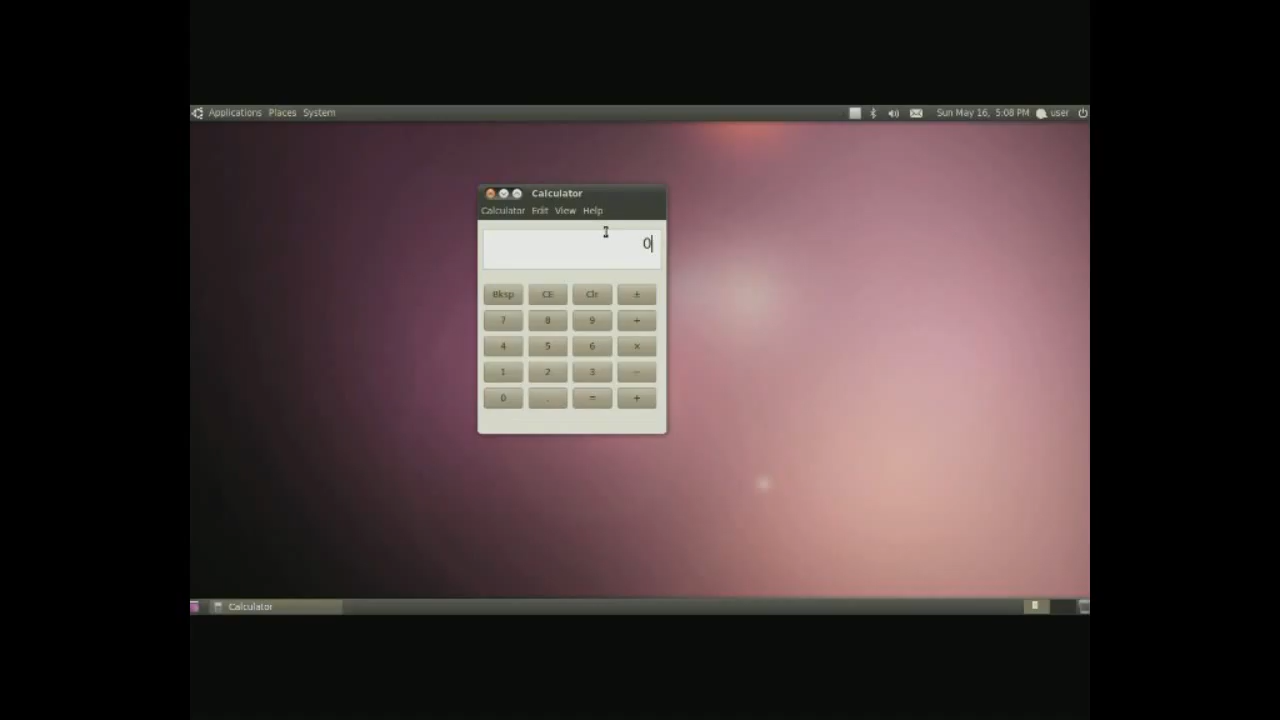 Applications Places System
Sun May 16, 5:08 PM user
Calculator
Calculator Edit View Help
0
Bksp CE Clr ±
7 8 9 ÷
4 5 6 ×
1 2 3 −
0 . = +
Calculator